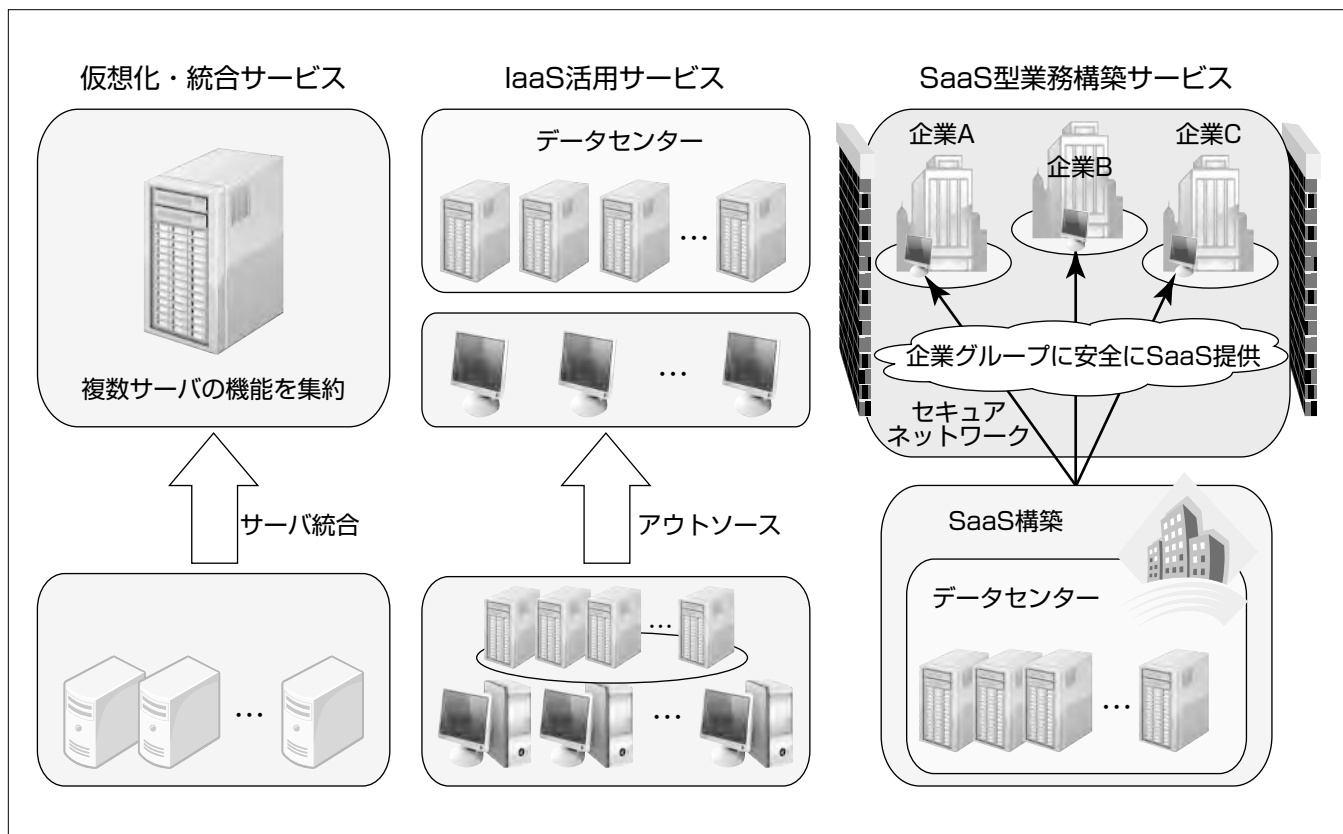 仮想化・統合サービス
複数サーバの機能を集約
サーバ統合
…
IaaS活用サービス
データセンター
…
…
アウトソース
…
…
SaaS型業務構築サービス
企業A
企業B
企業C
企業グループに安全にSaaS提供
セキュア
ネットワーク
SaaS構築
データセンター
…